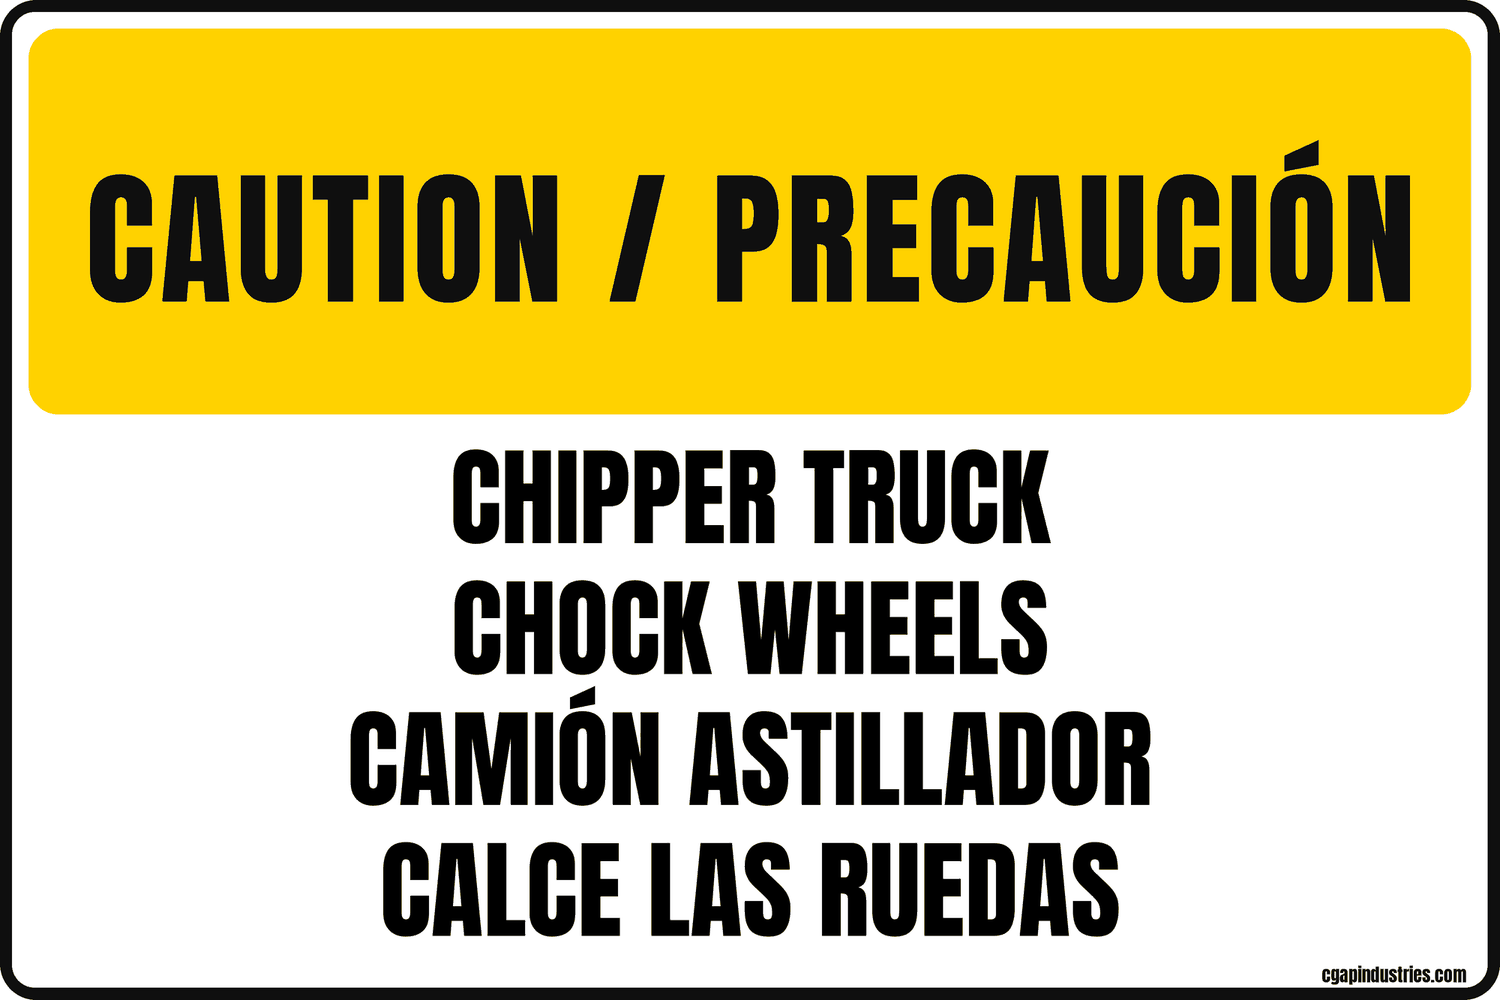 CAUTION / PRECAUCIÓN
CHIPPER TRUCK
CHOCK WHEELS
CAMIÓN ASTILLADOR
CALCE LAS RUEDAS
cgapindustries.com